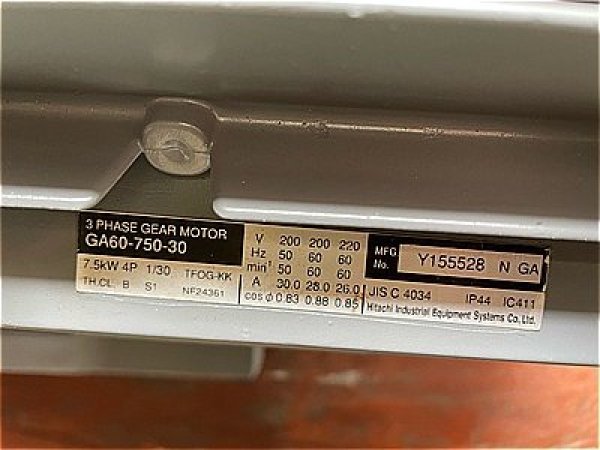 3 PHASE GEAR MOTOR
GA60-750-30
7.5kW 4P 1/30 TFOG-KK
TH.CL. B S1 NF24361
V 200 200 220
Hz 50 60 60
min⁻¹ 50 60 60
A 30.0 28.0 26.0
cos φ 0.83 0.88 0.85
MFG No. Y155528 N GA
JIS C 4034 IP44 IC411
Hitachi Industrial Equipment Systems Co., Ltd.